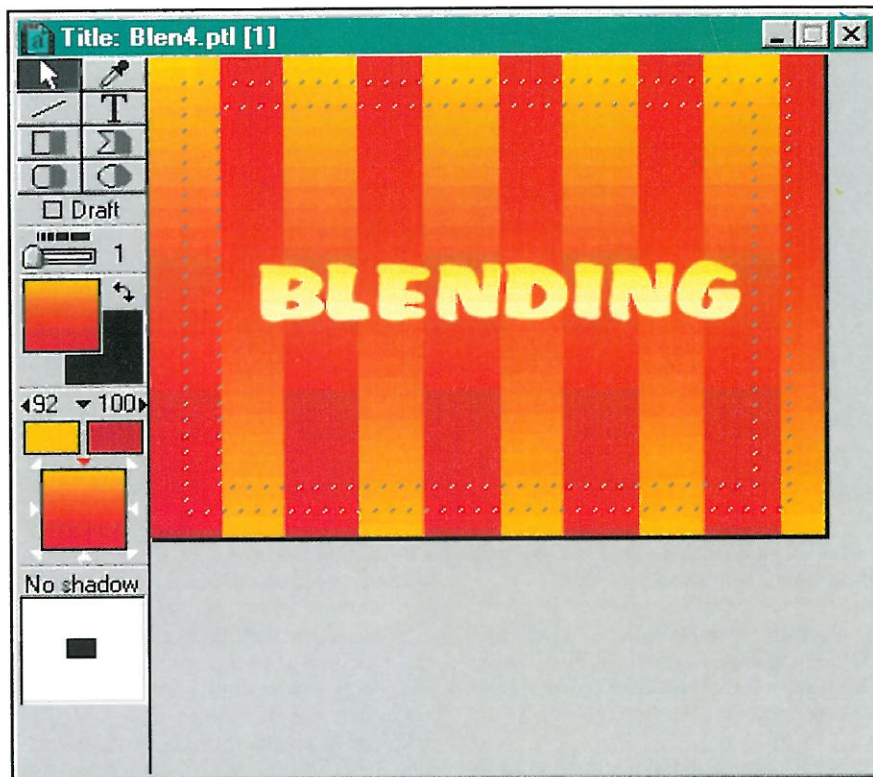 Title: Blen4.ptl [1]
T
Draft
1
92 100
No shadow
BLENDING